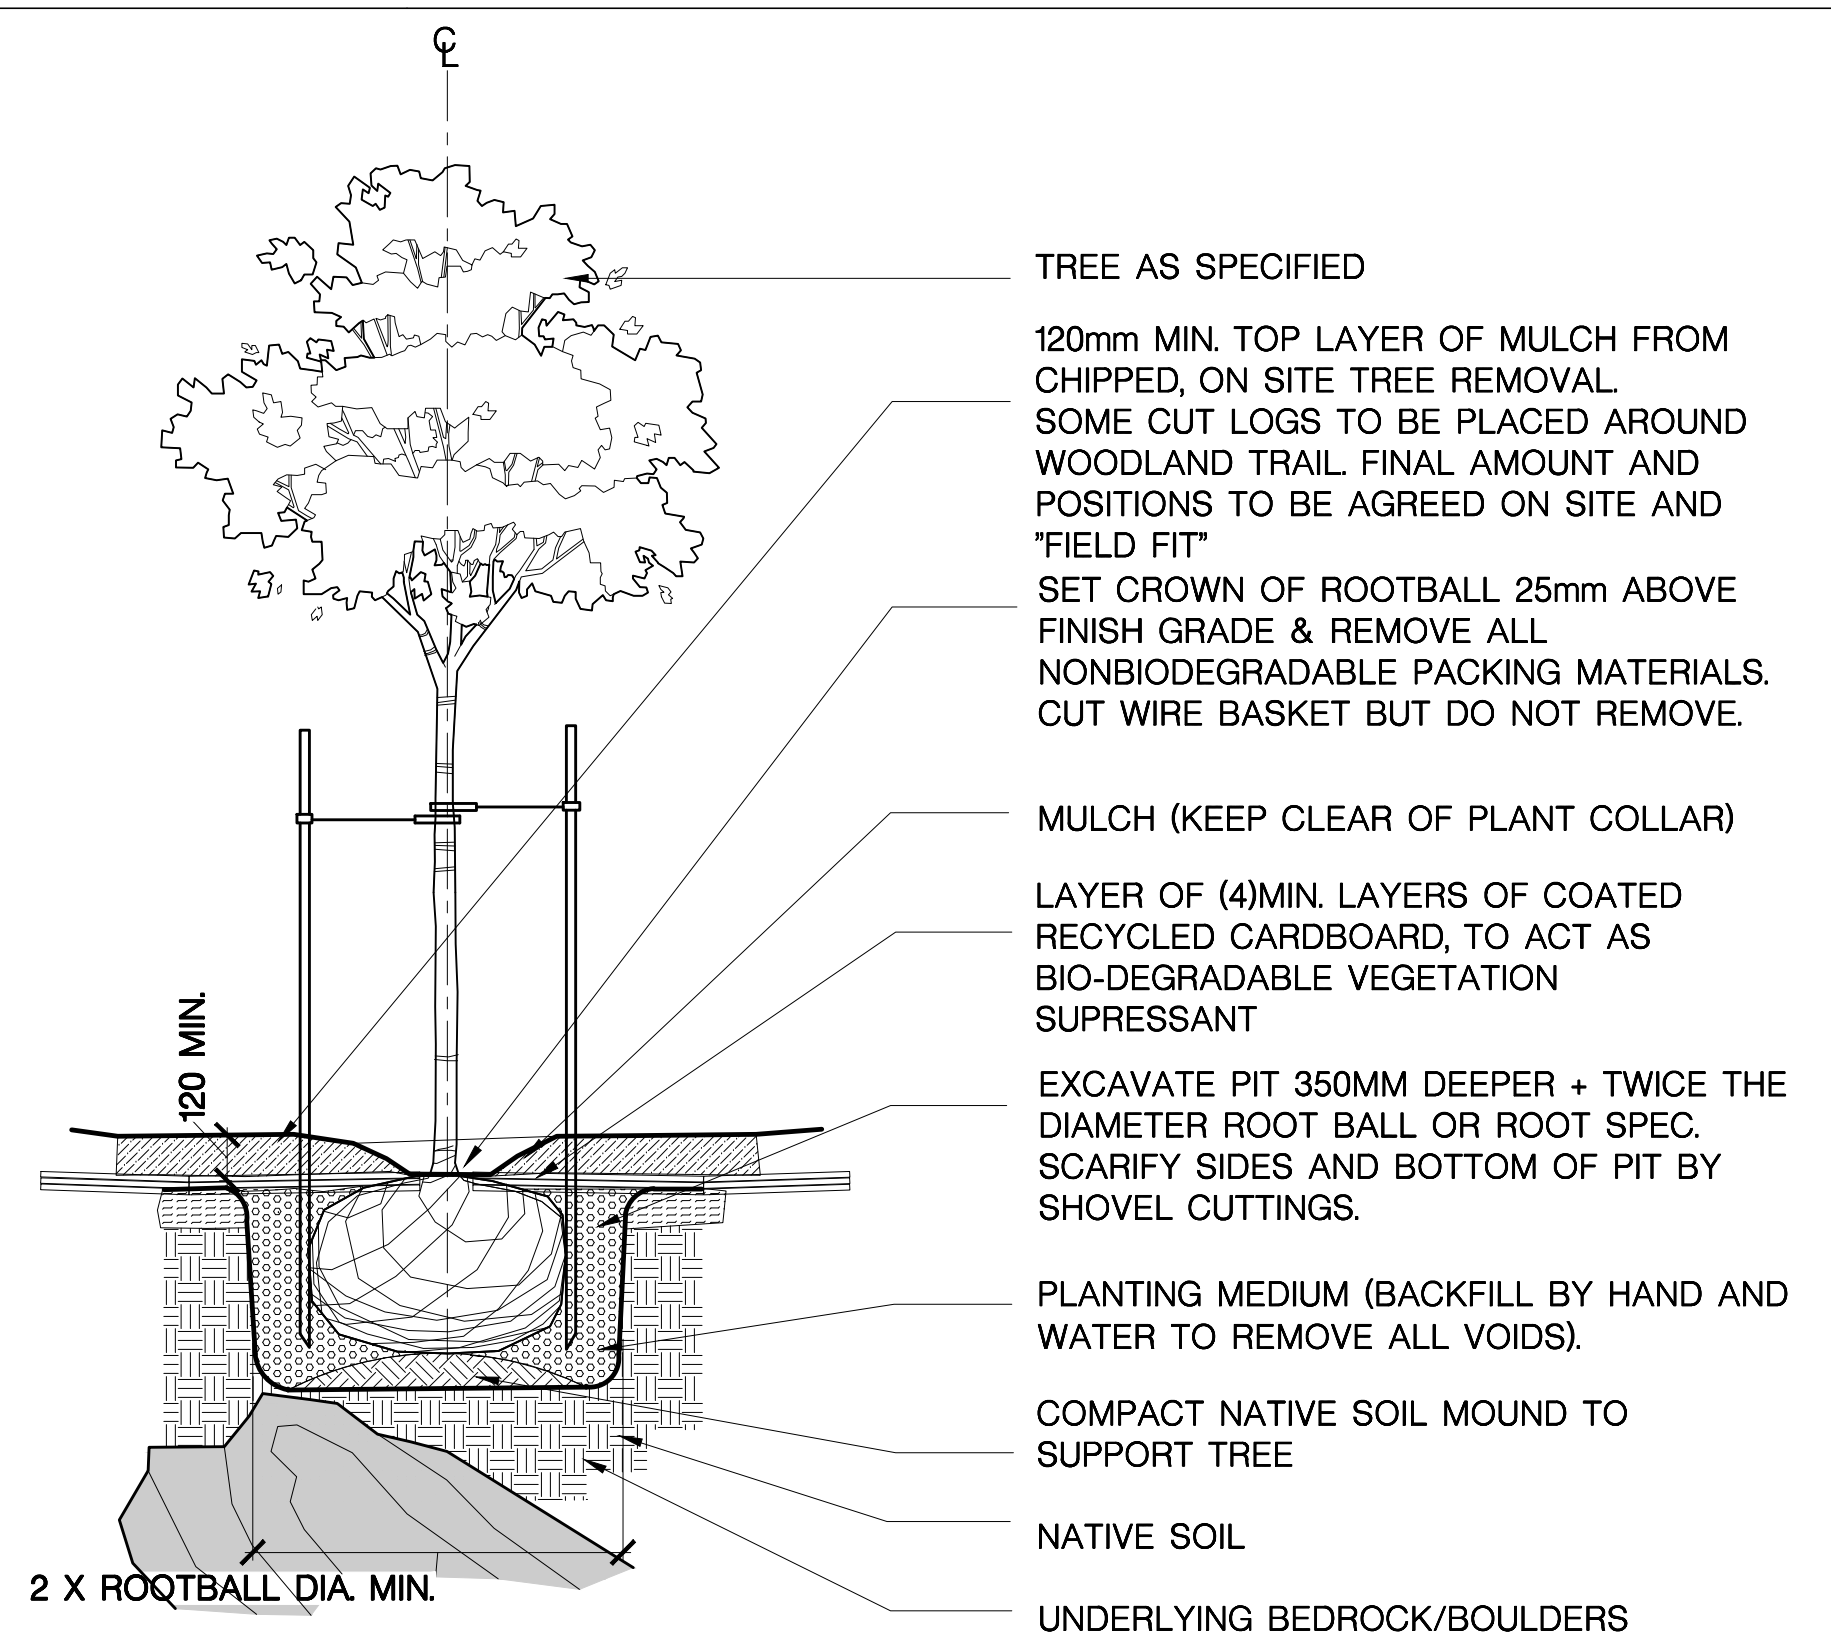 ℄
TREE AS SPECIFIED
120mm MIN. TOP LAYER OF MULCH FROM
CHIPPED, ON SITE TREE REMOVAL.
SOME CUT LOGS TO BE PLACED AROUND
WOODLAND TRAIL. FINAL AMOUNT AND
POSITIONS TO BE AGREED ON SITE AND
"FIELD FIT"
SET CROWN OF ROOTBALL 25mm ABOVE
FINISH GRADE & REMOVE ALL
NONBIODEGRADABLE PACKING MATERIALS.
CUT WIRE BASKET BUT DO NOT REMOVE.
MULCH (KEEP CLEAR OF PLANT COLLAR)
LAYER OF (4)MIN. LAYERS OF COATED
RECYCLED CARDBOARD, TO ACT AS
BIO-DEGRADABLE VEGETATION
SUPRESSANT
120 MIN.
EXCAVATE PIT 350MM DEEPER + TWICE THE
DIAMETER ROOT BALL OR ROOT SPEC.
SCARIFY SIDES AND BOTTOM OF PIT BY
SHOVEL CUTTINGS.
PLANTING MEDIUM (BACKFILL BY HAND AND
WATER TO REMOVE ALL VOIDS).
COMPACT NATIVE SOIL MOUND TO
SUPPORT TREE
NATIVE SOIL
2 X ROOTBALL DIA. MIN.
UNDERLYING BEDROCK/BOULDERS